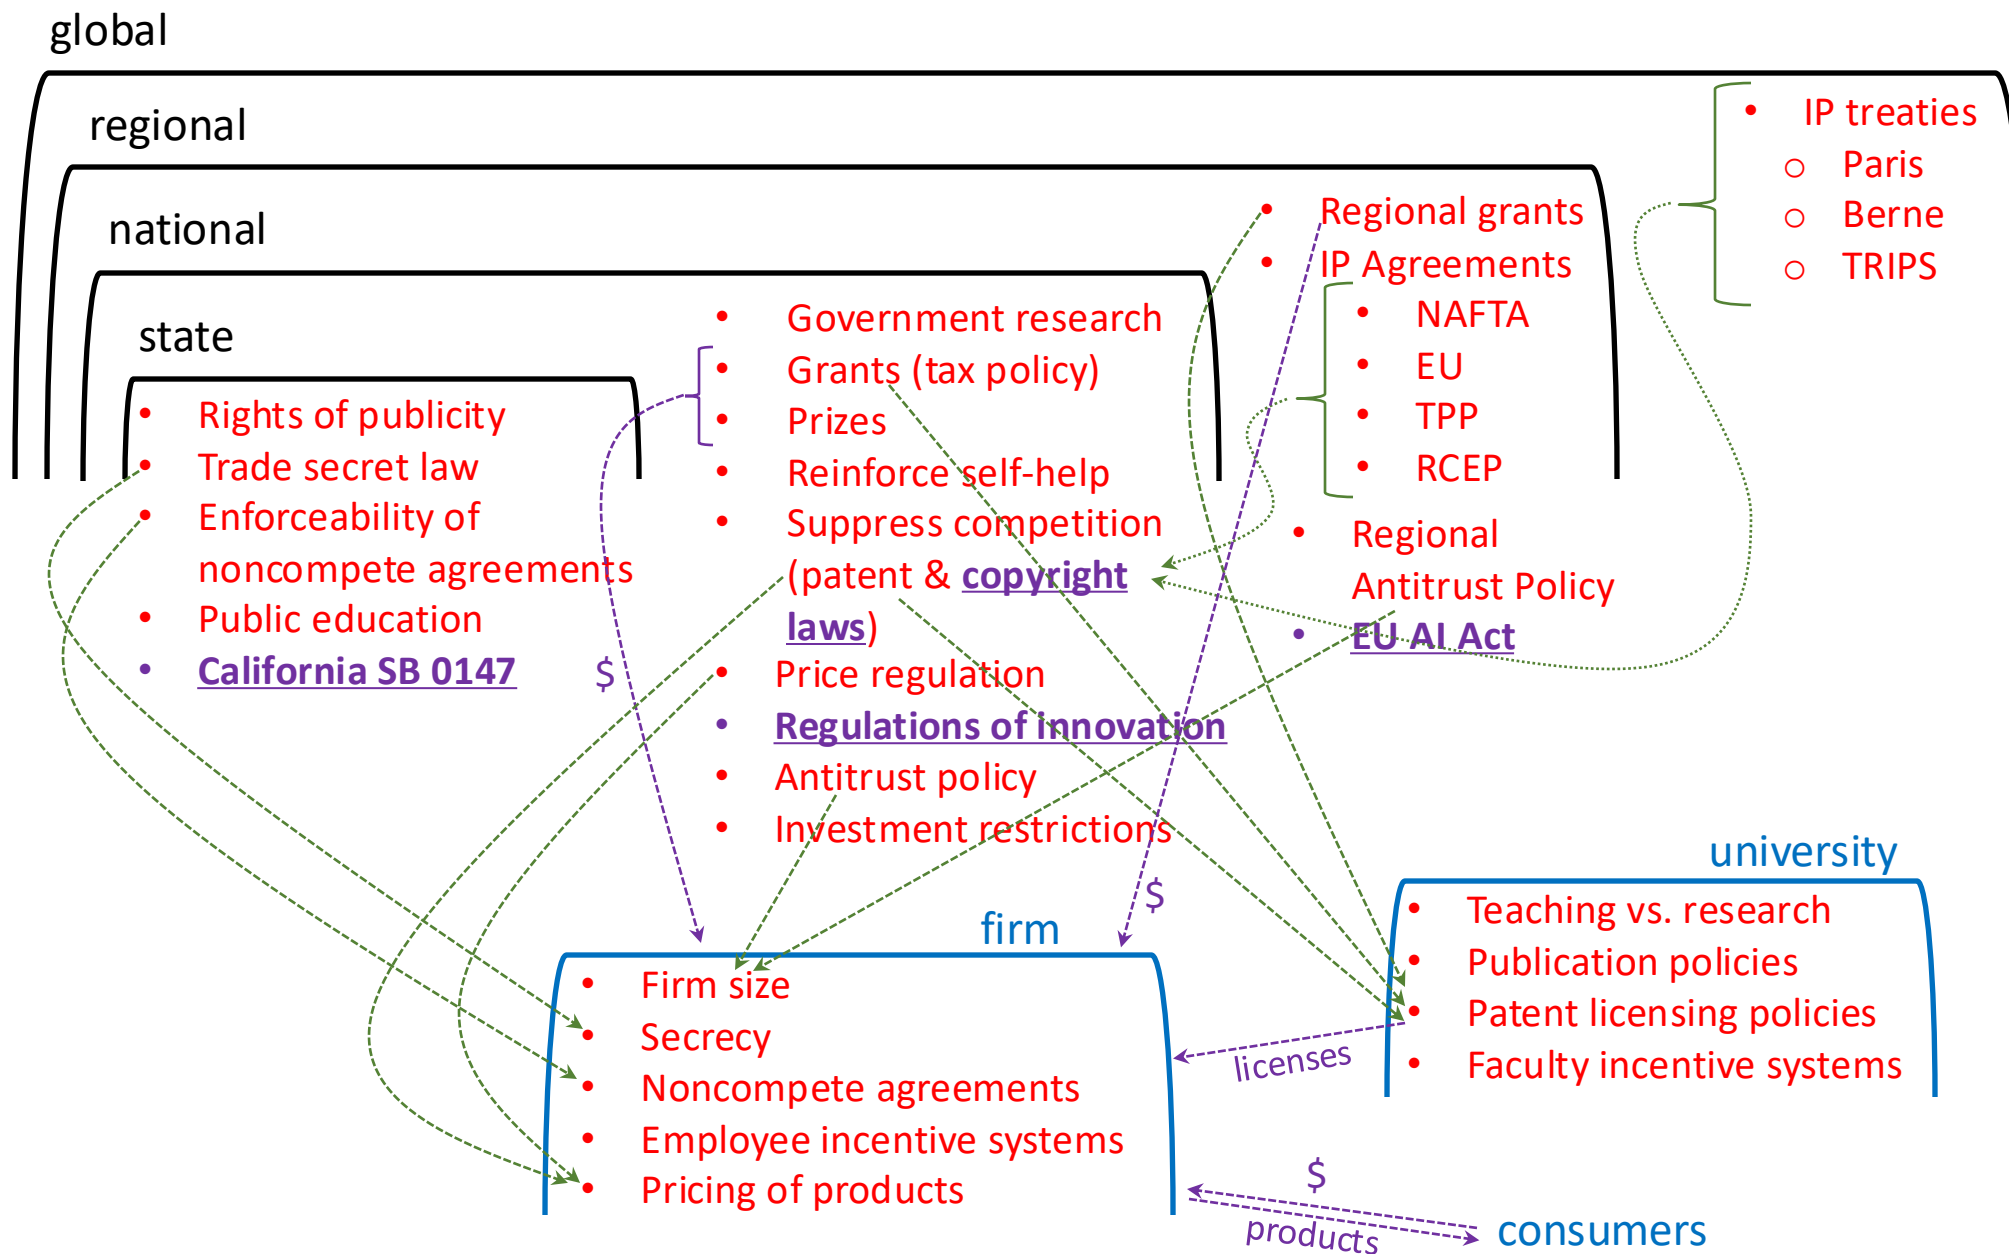 global
regional
national
state
• Rights of publicity
• Trade secret law
• Enforceability of
noncompete agreements
• Public education
• California SB 0147
• Government research
• Grants (tax policy)
• Prizes
• Reinforce self-help
• Suppress competition
(patent & copyright
laws)
• Price regulation
• Regulations of innovation
• Antitrust policy
• Investment restrictions
• Regional grants
• IP Agreements
• NAFTA
• EU
• TPP
• RCEP
• Regional
Antitrust Policy
• EU AI Act
• IP treaties
○ Paris
○ Berne
○ TRIPS
$
$
firm
• Firm size
• Secrecy
• Noncompete agreements
• Employee incentive systems
• Pricing of products
university
• Teaching vs. research
• Publication policies
• Patent licensing policies
• Faculty incentive systems
licenses
$
products
consumers